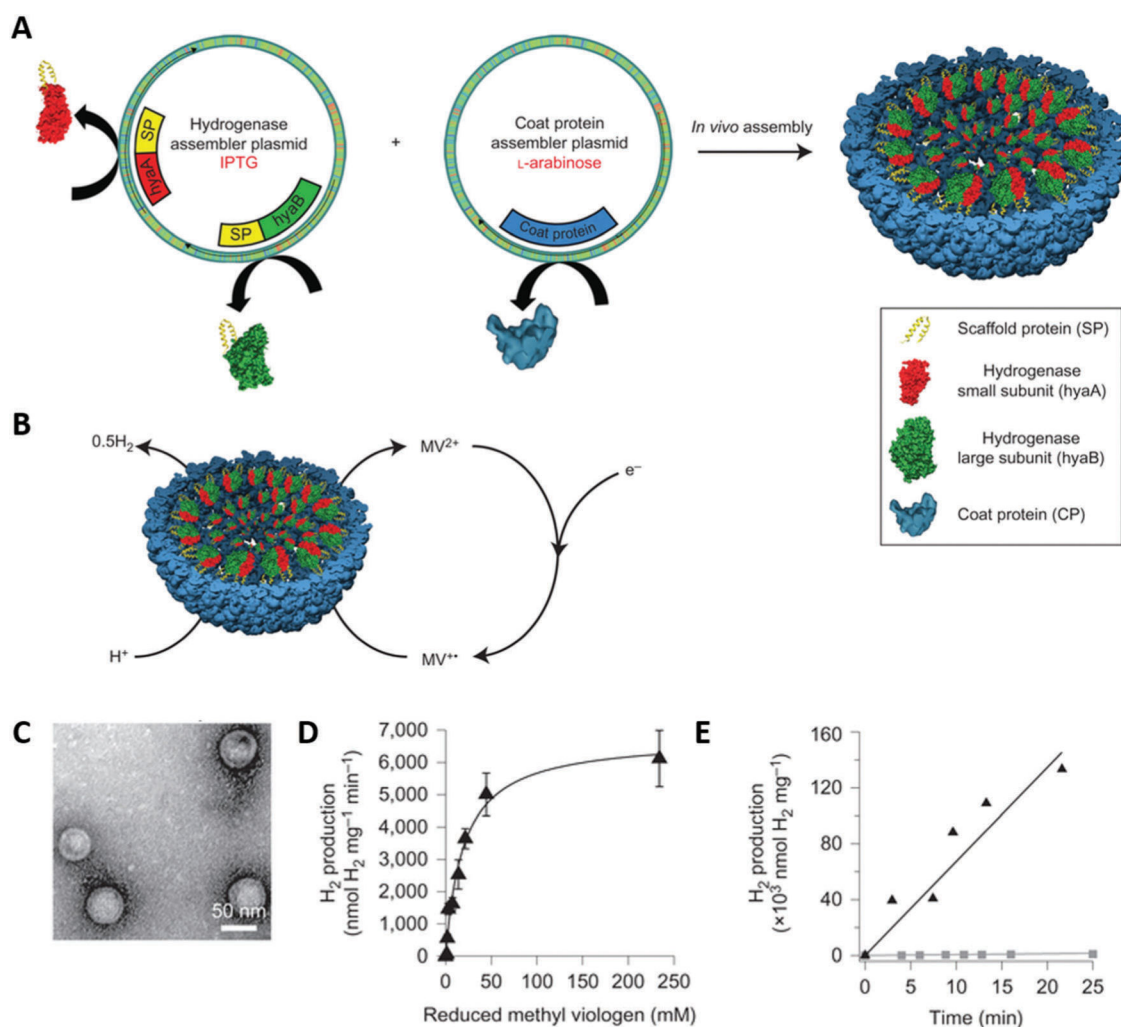 A
SP
hyaA
Hydrogenase
assembler plasmid
IPTG
SP
hyaB
+
Coat protein
assembler plasmid
L-arabinose
Coat protein
In vivo assembly
Scaffold protein (SP)
Hydrogenase
small subunit (hyaA)
Hydrogenase
large subunit (hyaB)
Coat protein (CP)
B
0.5H₂
MV²⁺
e⁻
H⁺
MV⁺•
C
50 nm
D
H₂ production
(nmol H₂ mg⁻¹ min⁻¹)
7,000
6,000
5,000
4,000
3,000
2,000
1,000
0
0 50 100 150 200 250
Reduced methyl viologen (mM)
E
H₂ production
(×10³ nmol H₂ mg⁻¹)
160
120
80
40
0
0 5 10 15 20 25
Time (min)